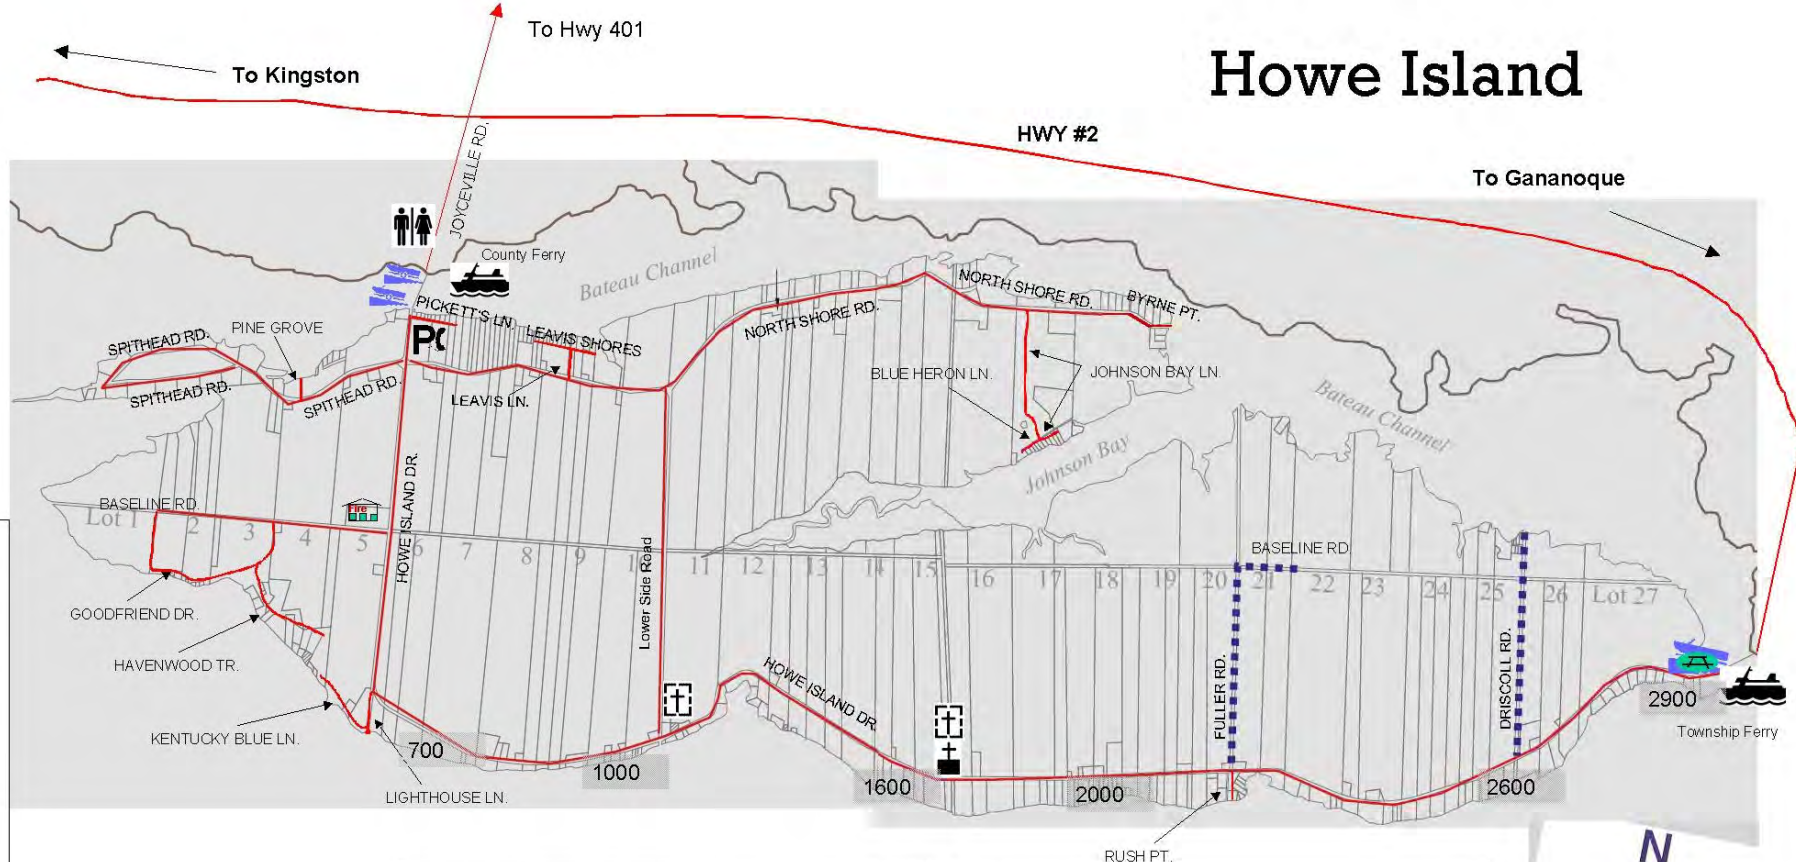 To Hwy 401
To Kingston
Howe Island
HWY #2
To Gananoque
JOYCEVILLE RD.
County Ferry
Bateau Channel
PICKETT'S LN.
LEAVIS SHORES
NORTH SHORE RD.
NORTH SHORE RD.
BYRNE PT.
SPITHEAD RD.
PINE GROVE
SPITHEAD RD.
SPITHEAD RD.
LEAVIS LN.
BLUE HERON LN.
JOHNSON BAY LN.
Bateau Channel
Johnson Bay
BASELINE RD.
Fire
HOWE ISLAND DR.
Lower Side Road
BASELINE RD
Lot 1 2 3 4 5 6 7 8 9 10 11 12 13 14 15 16 17 18 19 20 21 22 23 24 25 26 Lot 27
GOODFRIEND DR.
HAVENWOOD TR.
KENTUCKY BLUE LN.
LIGHTHOUSE LN.
HOWE ISLAND DR.
FULLER RD.
DRISCOLL RD.
700
1000
1600
2000
2600
2900
Township Ferry
RUSH PT.
N